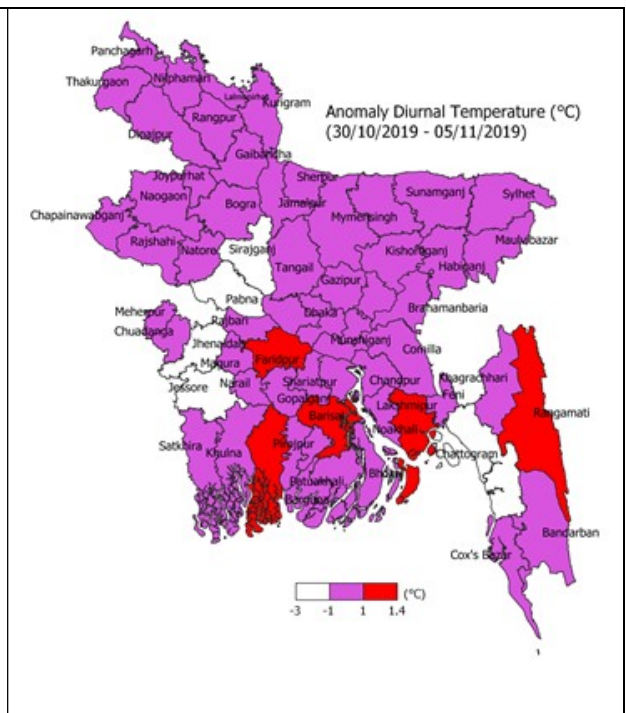 Panchagarh
Thakurgaon
Nilphamari
Lalmonirhat
Kurigram
Rangpur
Dinajpur
Anomaly Diurnal Temperature (°C)
(30/10/2019 - 05/11/2019)
Gaibandha
Joypurhat
Sherpur
Naogaon
Bogra
Jamalpur
Sunamganj
Sylhet
Chapainawabganj
Mymensingh
Rajshahi
Natore
Sirajganj
Kishoreganj
Maulvibazar
Tangail
Gazipur
Habiganj
Pabna
Meherpur
Rajbari
Dhaka
Brahamanbaria
Chuadanga
Jhenaidah
Munshiganj
Magura
Faridpur
Comilla
Jessore
Narail
Shariatpur
Chandpur
Khagrachhari
Gopalganj
Feni
Barisal
Lakshmipur
Rangamati
Noakhali
Satkhira
Khulna
Pirojpur
Chattogram
Patuakhali
Bhola
Barguna
Bandarban
Cox's Bazar
(°C)
-3 -1 1 1.4